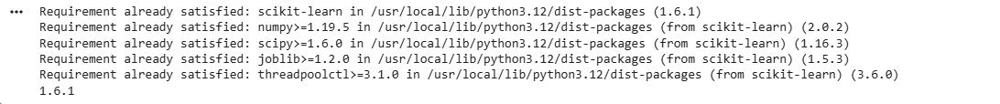 Requirement already satisfied: scikit-learn in /usr/local/lib/python3.12/dist-packages (1.6.1)
Requirement already satisfied: numpy>=1.19.5 in /usr/local/lib/python3.12/dist-packages (from scikit-learn) (2.0.2)
Requirement already satisfied: scipy>=1.6.0 in /usr/local/lib/python3.12/dist-packages (from scikit-learn) (1.16.3)
Requirement already satisfied: joblib>=1.2.0 in /usr/local/lib/python3.12/dist-packages (from scikit-learn) (1.5.3)
Requirement already satisfied: threadpoolctl>=3.1.0 in /usr/local/lib/python3.12/dist-packages (from scikit-learn) (3.6.0)
1.6.1